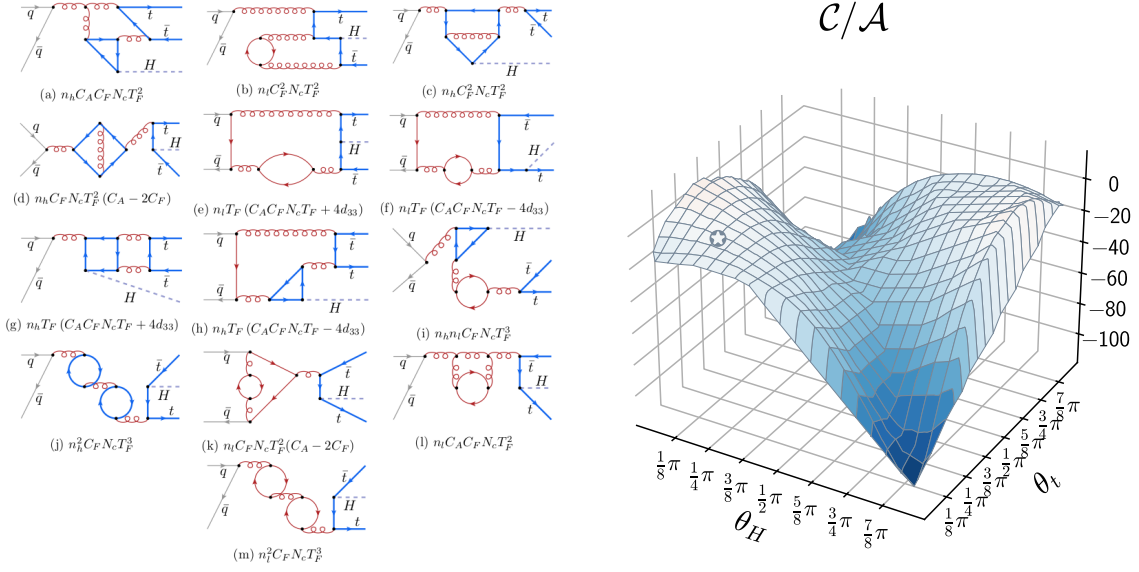 q
q̄
t
t̄
H
(a) n_h C_A C_F N_c T_F^2
q
q̄
t
H
t̄
(b) n_l C_F^2 N_c T_F^2
q
q̄
t
t̄
H
(c) n_h C_F^2 N_c T_F^2
q
q̄
t
H
t̄
(d) n_h C_F N_c T_F^2 (C_A − 2C_F)
q
q̄
t
H
t̄
(e) n_l T_F (C_A C_F N_c T_F + 4d_33)
q
q̄
t̄
H
t
(f) n_l T_F (C_A C_F N_c T_F − 4d_33)
q
q̄
t
t̄
H
(g) n_h T_F (C_A C_F N_c T_F + 4d_33)
q
q̄
t̄
t
H
(h) n_h T_F (C_A C_F N_c T_F − 4d_33)
q
q̄
H
t̄
t
(i) n_h n_l C_F N_c T_F^3
q
q̄
t̄
H
t
(j) n_h^2 C_F N_c T_F^3
q
q̄
t̄
H
t
(k) n_l C_F N_c T_F^2 (C_A − 2C_F)
q
q̄
t̄
H
t
(l) n_l C_A C_F N_c T_F^2
q
q̄
t̄
H
t
(m) n_l^2 C_F N_c T_F^3
𝒞/𝒜
0
−20
−40
−60
−80
−100
1/8 π
1/4 π
3/8 π
1/2 π
5/8 π
3/4 π
7/8 π
θ_H
1/8 π
1/4 π
3/8 π
1/2 π
5/8 π
3/4 π
7/8 π
θ_t